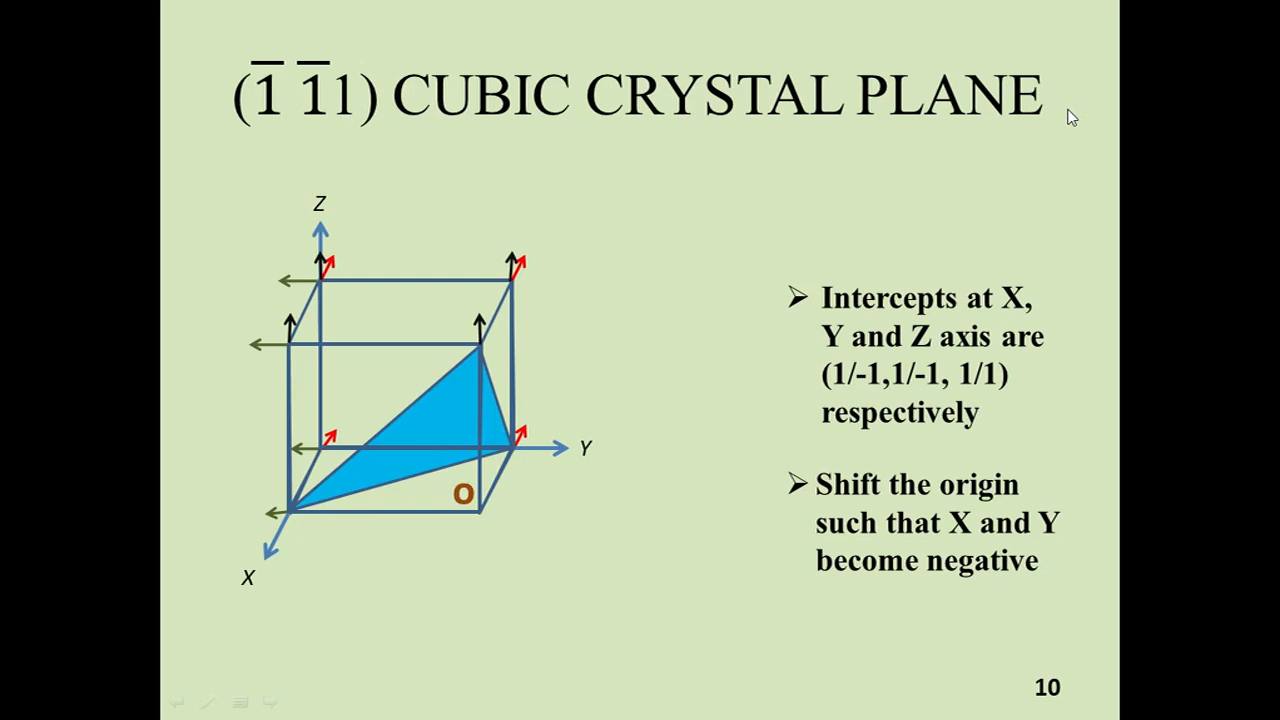 (1̅ 1̅1) CUBIC CRYSTAL PLANE
Z
Y
O
X
➢ Intercepts at X,
Y and Z axis are
(1/-1,1/-1, 1/1)
respectively
➢ Shift the origin
such that X and Y
become negative
10